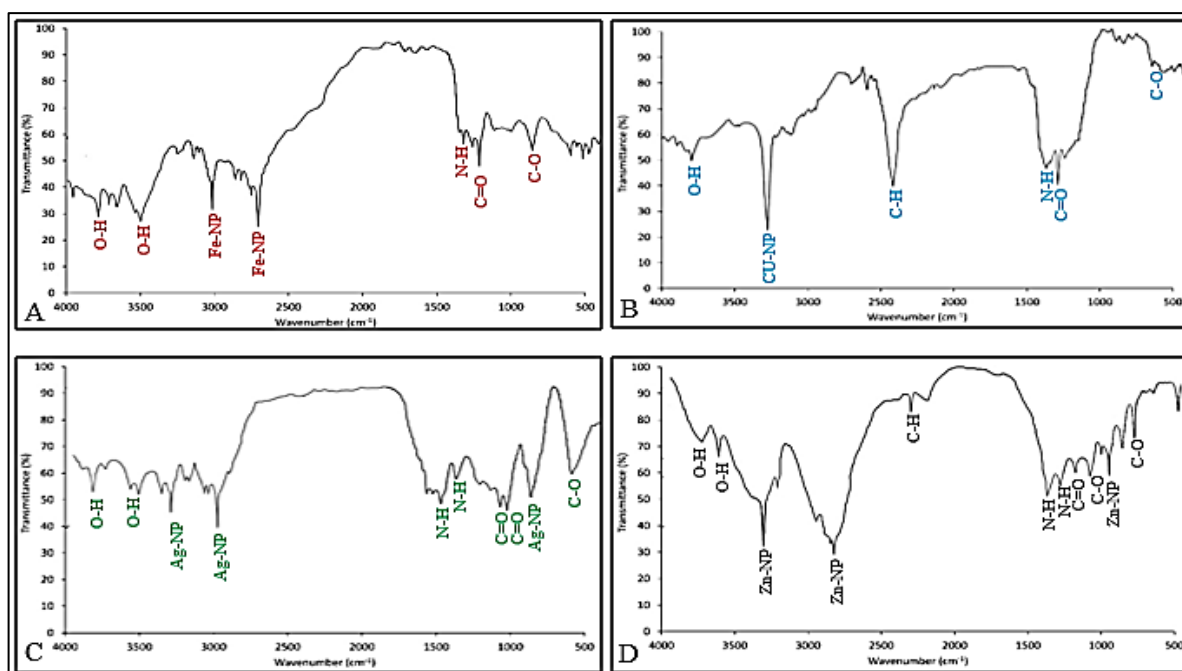 100
90
80
70
60
50
40
30
20
10
0
Transmittance (%)
O-H
O-H
Fe-NP
Fe-NP
N-H
C=O
C-O
4000 3500 3000 2500 2000 1500 1000 500
Wavenumber (cm⁻¹)
A
100
90
80
70
60
50
40
30
20
10
0
Transmittance (%)
O-H
CU-NP
C-H
N-H
C=O
C-O
4000 3500 3000 2500 2000 1500 1000 500
Wavenumber (cm⁻¹)
B
100
90
80
70
60
50
40
30
20
10
0
Transmittance (%)
O-H
O-H
Ag-NP
Ag-NP
N-H
N-H
C=O
C=O
Ag-NP
C-O
4000 3500 3000 2500 2000 1500 1000 500
Wavenumber (cm⁻¹)
C
100
90
80
70
60
50
40
30
20
10
0
Transmittance (%)
O-H
O-H
Zn-NP
Zn-NP
C-H
N-H
N-H
C=O
C-O
Zn-NP
C-O
4000 3500 3000 2500 2000 1500 1000 500
Wavenumber (cm⁻¹)
D